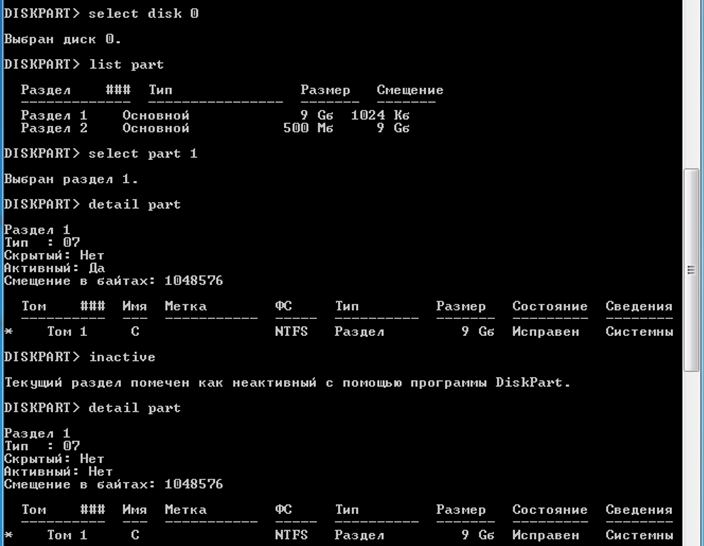 DISKPART> select disk 0
Выбран диск 0.
DISKPART> list part
Раздел    ###  Тип               Размер   Смещение
-------------  ----------------  -------  -------
Раздел 1    Основной             9 Gб  1024 Kб
Раздел 2    Основной           500 Mб     9 Gб
DISKPART> select part 1
Выбран раздел 1.
DISKPART> detail part
Раздел 1
Тип  : 07
Скрытый: Нет
Активный: Да
Смещение в байтах: 1048576
Том    ###  Имя  Метка        ФС     Тип         Размер   Состояние  Сведения
----------  ---  -----------  -----  ----------  -------  ---------  --------
*    Том 1     C                NTFS   Раздел         9 Gб  Исправен   Системны
DISKPART> inactive
Текущий раздел помечен как неактивный с помощью программы DiskPart.
DISKPART> detail part
Раздел 1
Тип  : 07
Скрытый: Нет
Активный: Нет
Смещение в байтах: 1048576
Том    ###  Имя  Метка        ФС     Тип         Размер   Состояние  Сведения
----------  ---  -----------  -----  ----------  -------  ---------  --------
*    Том 1     C                NTFS   Раздел         9 Gб  Исправен   Системны